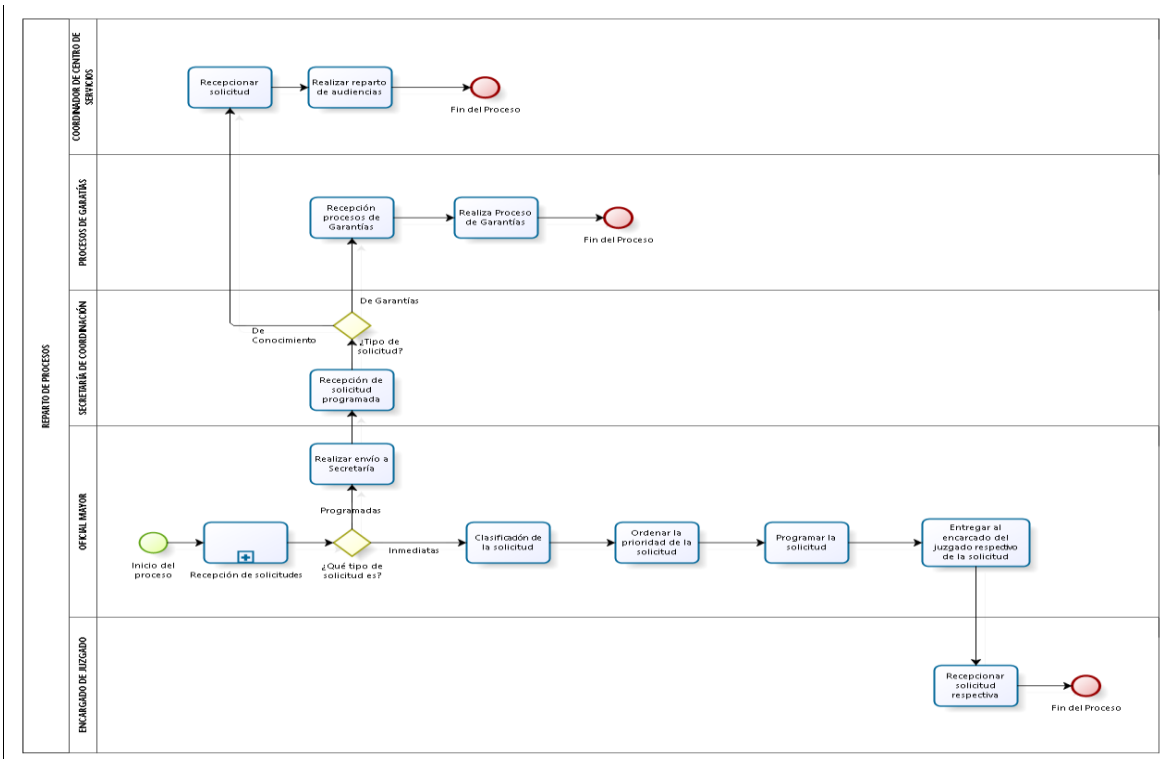 REPARTO DE PROCESOS
COORDINADOR DE CENTRO DE
SERVICIOS
Recepcionar
solicitud
Realizar reparto
de audiencias
Fin del Proceso
PROCESOS DE GARATÍAS
Recepción
procesos de
Garantías
Realiza Proceso
de Garantías
Fin del Proceso
SECRETARÍA DE COORDINACIÓN
De Garantías
De
Conocimiento
¿Tipo de
solicitud?
Recepción de
solicitud
programada
OFICIAL MAYOR
Realizar envío a
Secretaría
Programadas
Inicio del
proceso
Recepción de solicitudes
¿Qué tipo de
solicitud es?
Inmediatas
Clasificación de
la solicitud
Ordenar la
prioridad de la
solicitud
Programar la
solicitud
Entregar al
encarcado del
juzgado respectivo
de la solicitud
ENCARGADO DE JUZGADO
Recepcionar
solicitud
respectiva
Fin del Proceso